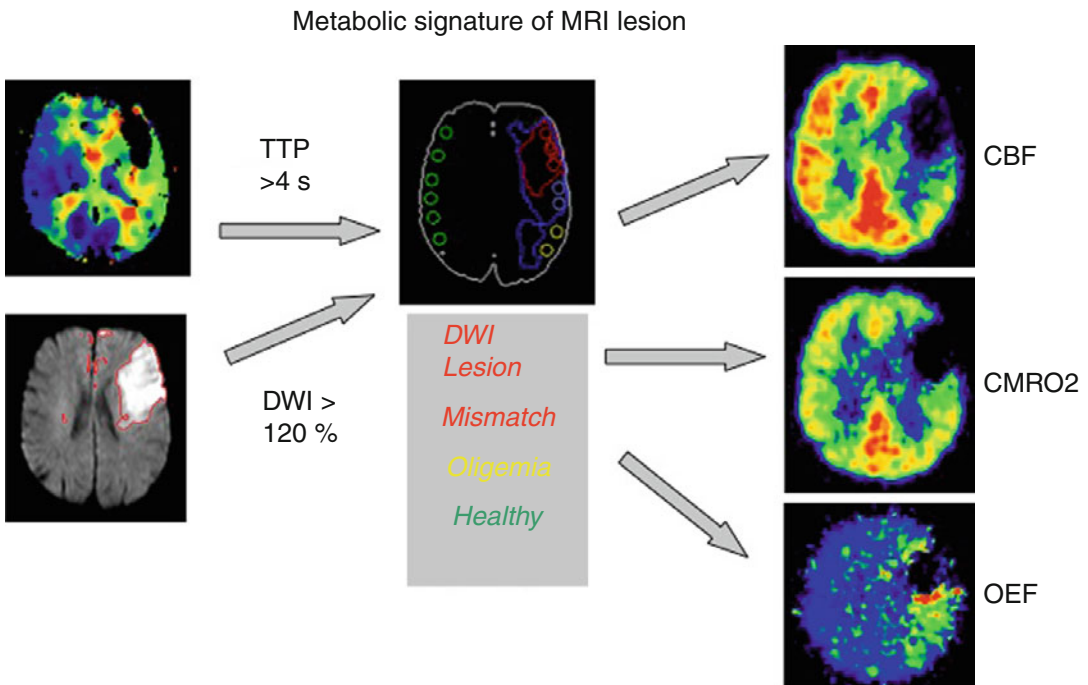 Metabolic signature of MRI lesion
TTP
>4 s
DWI >
120 %
DWI
Lesion
Mismatch
Oligemia
Healthy
CBF
CMRO2
OEF